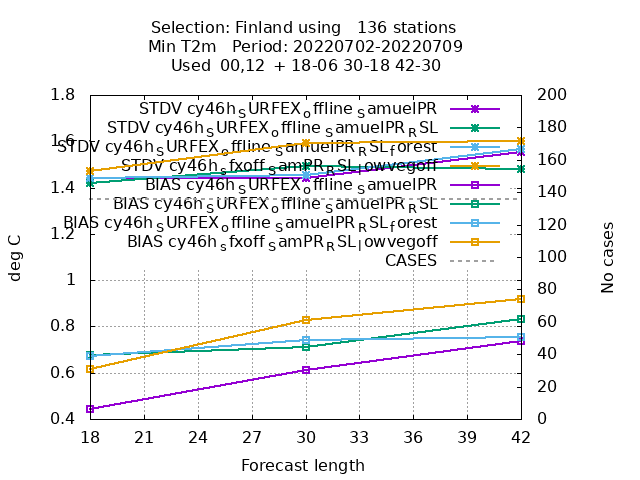 Selection: Finland using 136 stations
Min T2m Period: 20220702-20220709
Used 00,12 + 18-06 30-18 42-30
1.8
1.6
1.4
1.2
1
0.8
0.6
0.4
deg C
200
180
160
140
120
100
80
60
40
20
0
No cases
STDV cy46h_SURFEX_offline_SamuelPR
STDV cy46h_SURFEX_offline_SamuelPR_RSL
STDV cy46h_SURFEX_offline_SamuelPR_RSL_forest
STDV cy46h_sfxoff_SamPR_RSL_lowvegoff
BIAS cy46h_SURFEX_offline_SamuelPR
BIAS cy46h_SURFEX_offline_SamuelPR_RSL
BIAS cy46h_SURFEX_offline_SamuelPR_RSL_forest
BIAS cy46h_sfxoff_SamPR_RSL_lowvegoff
CASES
18 21 24 27 30 33 36 39 42
Forecast length